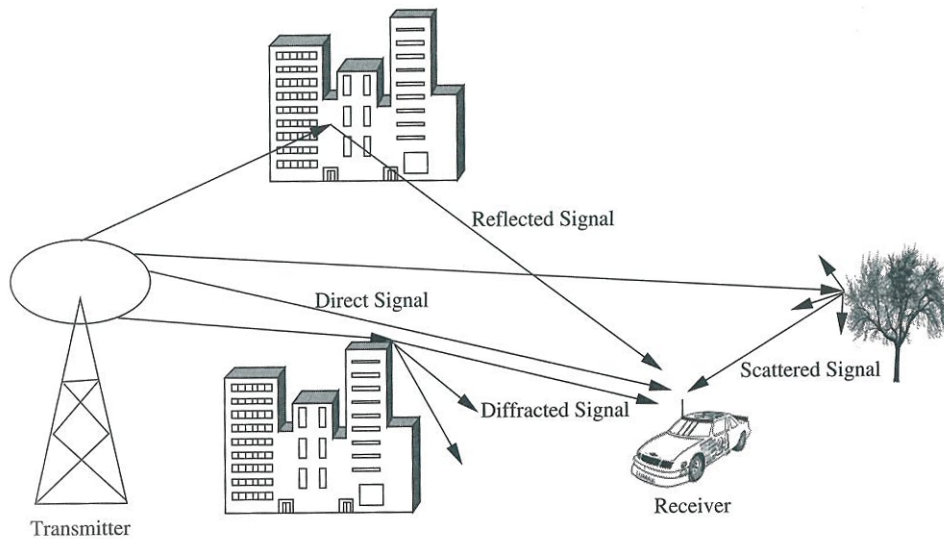 Reflected Signal
Direct Signal
Scattered Signal
Diffracted Signal
Receiver
Transmitter